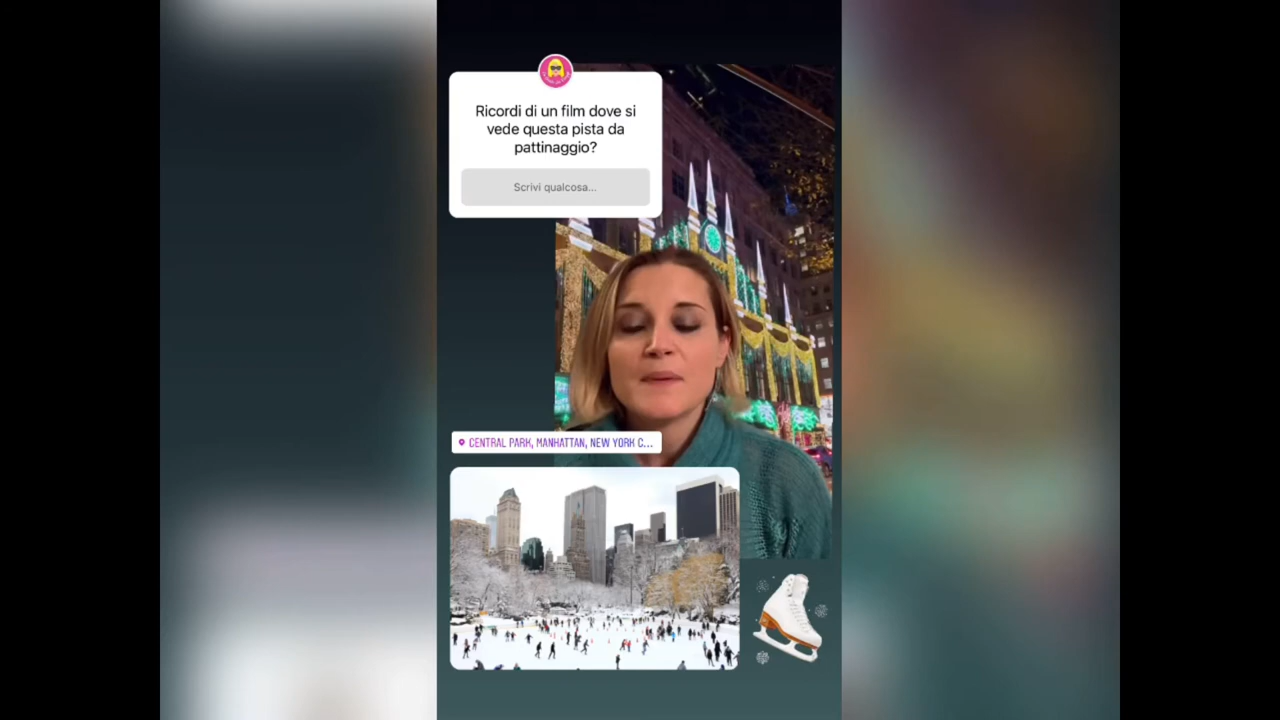 Ricordi di un film dove si
vede questa pista da
pattinaggio?
Scrivi qualcosa...
CENTRAL PARK, MANHATTAN, NEW YORK C...